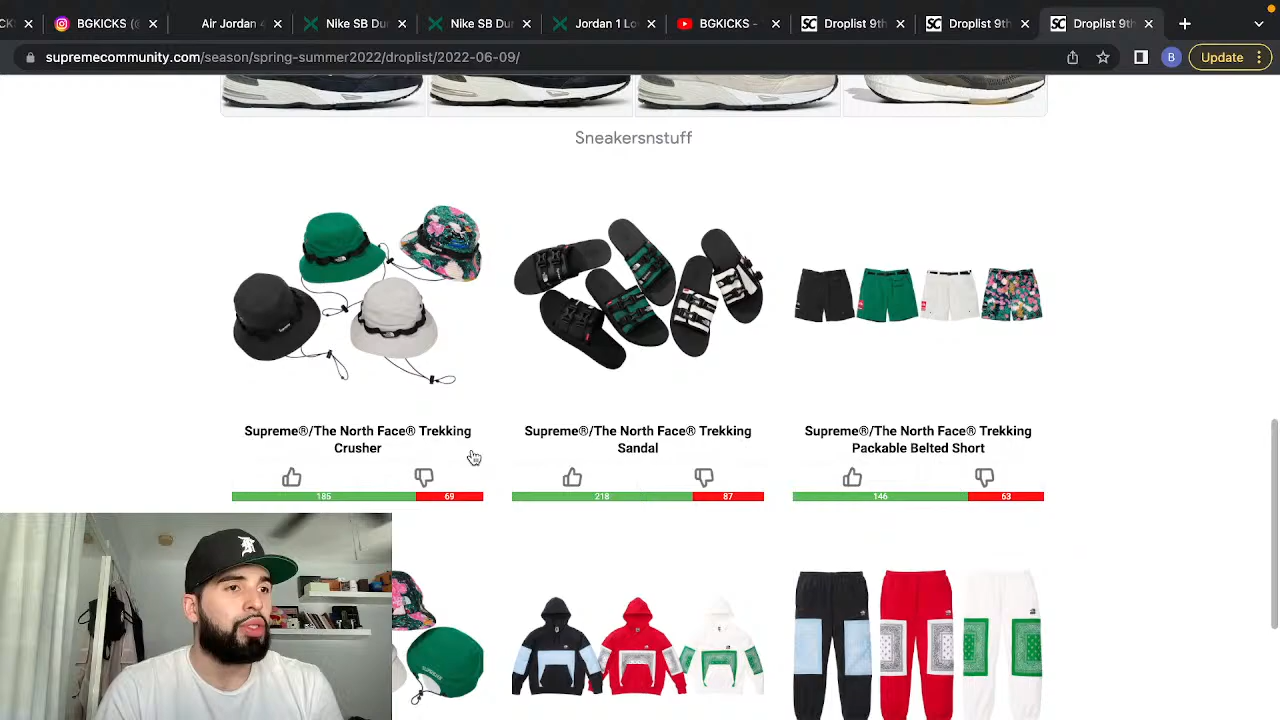 BGKICKS (
Air Jordan 4
Nike SB Dun
Nike SB Dun
Jordan 1 Lo
BGKICKS -
Droplist 9th
Droplist 9th
Droplist 9th
supremecommunity.com/season/spring-summer2022/droplist/2022-06-09/
B
Update
Sneakersnstuff
Supreme®/The North Face® Trekking
Crusher
Supreme®/The North Face® Trekking
Sandal
Supreme®/The North Face® Trekking
Packable Belted Short
185
69
218
87
146
63